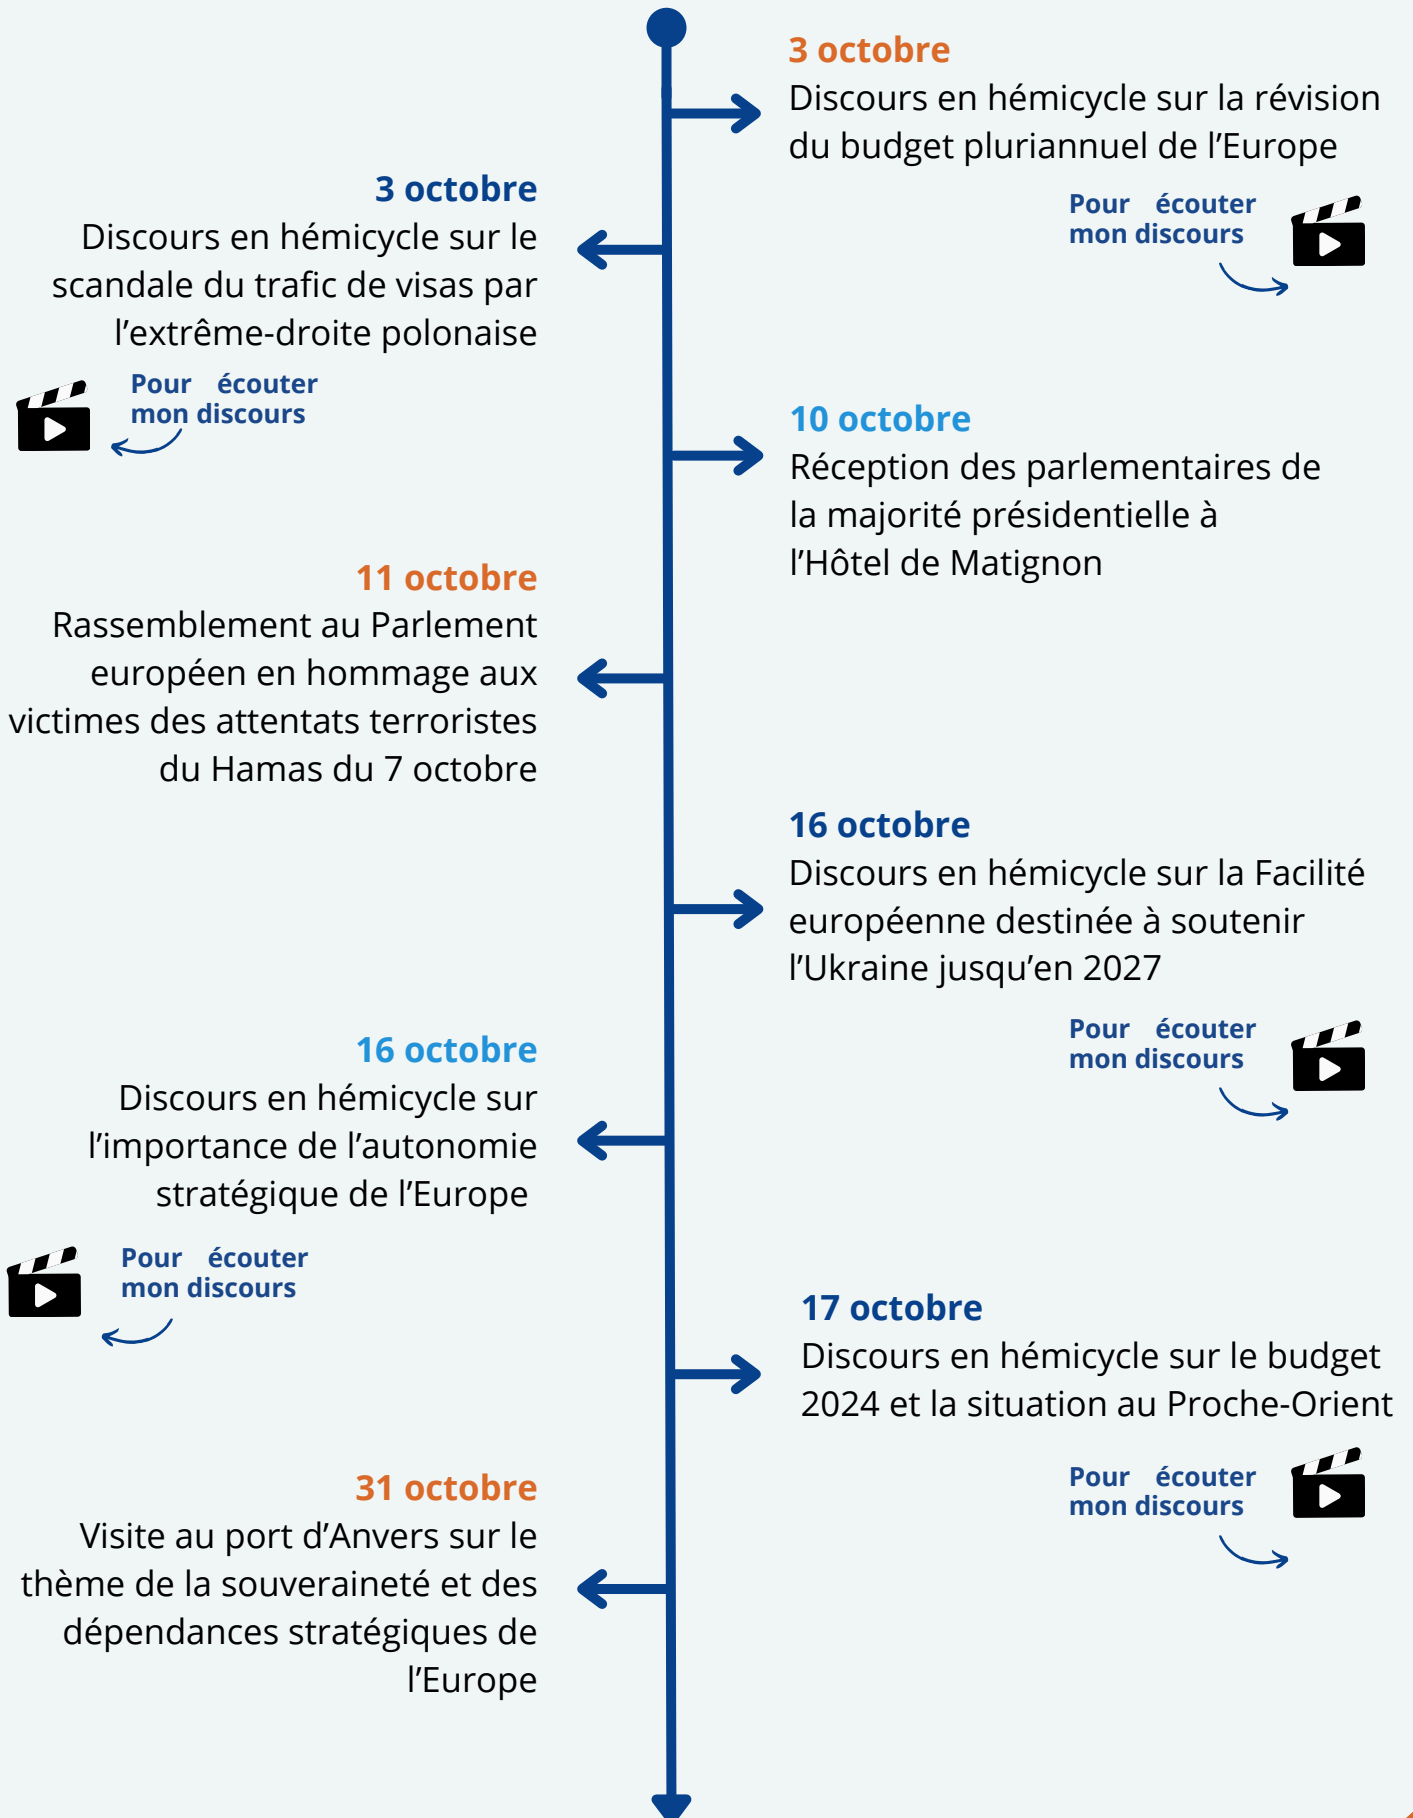 3 octobre
Discours en hémicycle sur la révision
du budget pluriannuel de l’Europe
Pour écouter
mon discours
3 octobre
Discours en hémicycle sur le
scandale du trafic de visas par
l’extrême-droite polonaise
Pour écouter
mon discours
10 octobre
Réception des parlementaires de
la majorité présidentielle à
l’Hôtel de Matignon
11 octobre
Rassemblement au Parlement
européen en hommage aux
victimes des attentats terroristes
du Hamas du 7 octobre
16 octobre
Discours en hémicycle sur la Facilité
européenne destinée à soutenir
l’Ukraine jusqu’en 2027
Pour écouter
mon discours
16 octobre
Discours en hémicycle sur
l’importance de l’autonomie
stratégique de l’Europe
Pour écouter
mon discours
17 octobre
Discours en hémicycle sur le budget
2024 et la situation au Proche-Orient
Pour écouter
mon discours
31 octobre
Visite au port d’Anvers sur le
thème de la souveraineté et des
dépendances stratégiques de
l’Europe